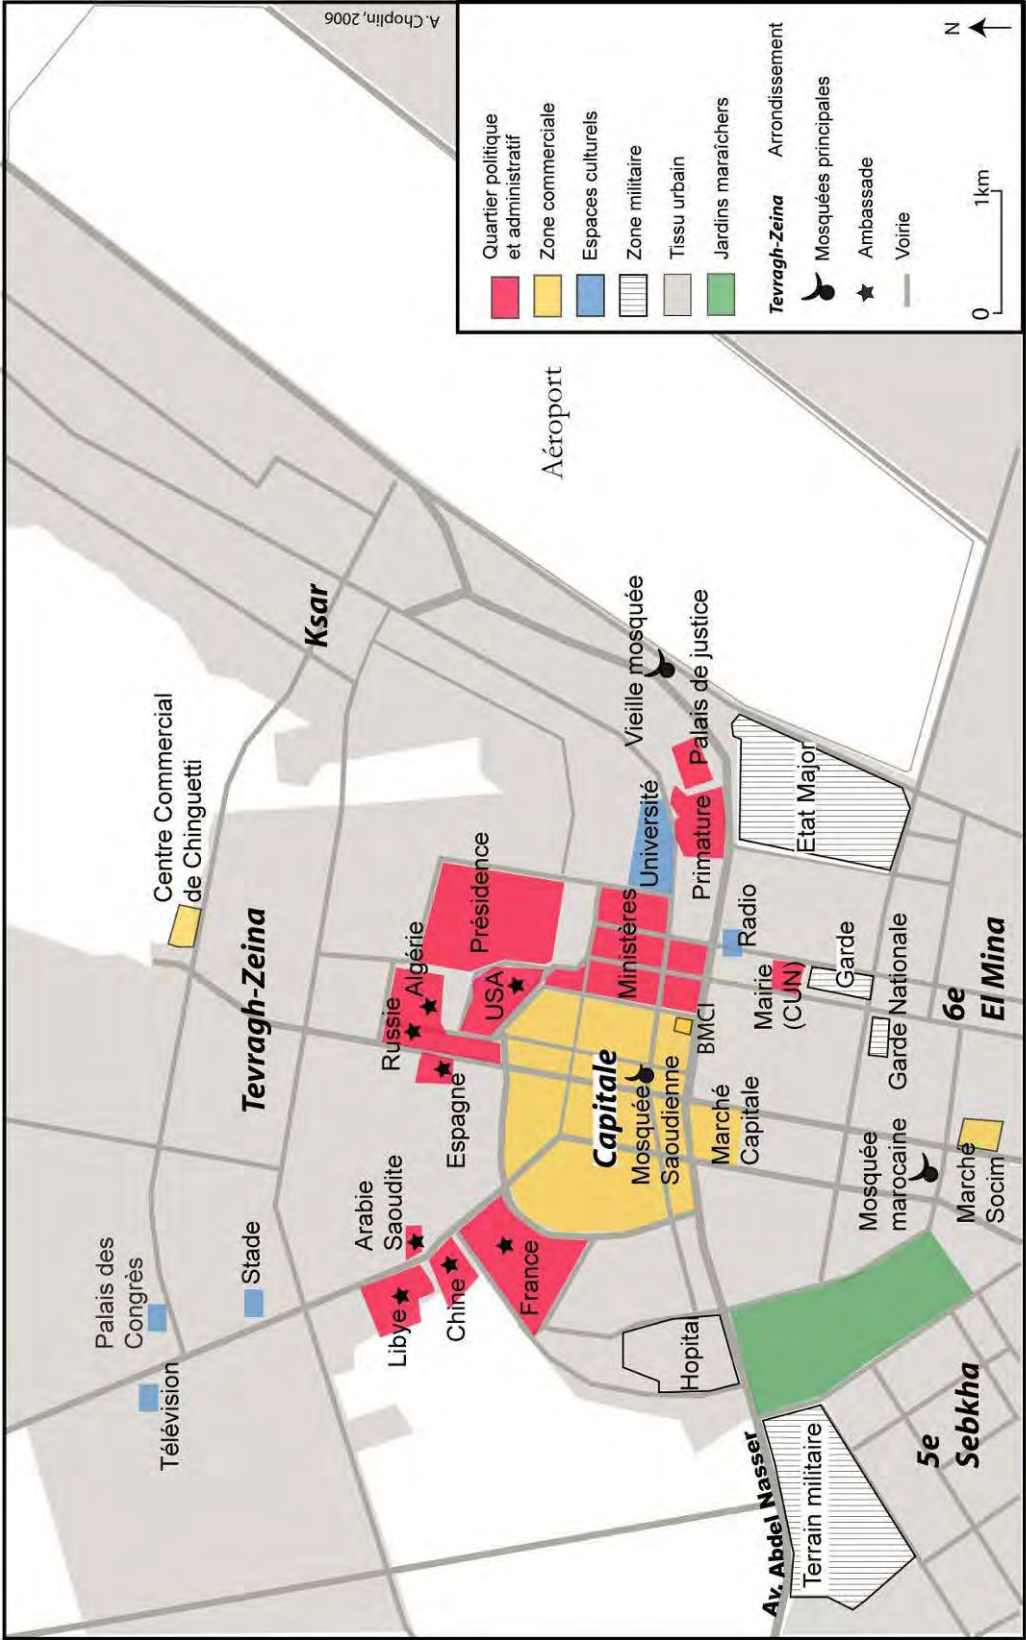 Palais des
Congrès
Télévision
Stade
Centre Commercial
de Chinguetti
Tevragh-Zeina
Ksar
A. Choplin, 2006
Arabie
Saoudite
Libye
Chine
France
Russie
Algérie
Espagne
USA
Présidence
Aéroport
Capitale
Mosquée
Saoudienne
Ministères
Université
Vieille mosquée
Palais de justice
Primature
Hopital
BMCI
Marché
Capitale
Radio
Mairie
(CUN)
Etat Major
Garde
Garde Nationale
Av. Abdel Nasser
Terrain militaire
Mosquée
marocaine
Marché
Socim
5e
Sebkha
6e
El Mina
Quartier politique
et administratif
Zone commerciale
Espaces culturels
Zone militaire
Tissu urbain
Jardins maraîchers
Tevragh-Zeina Arrondissement
Mosquées principales
Ambassade
Voirie
0 1km
N